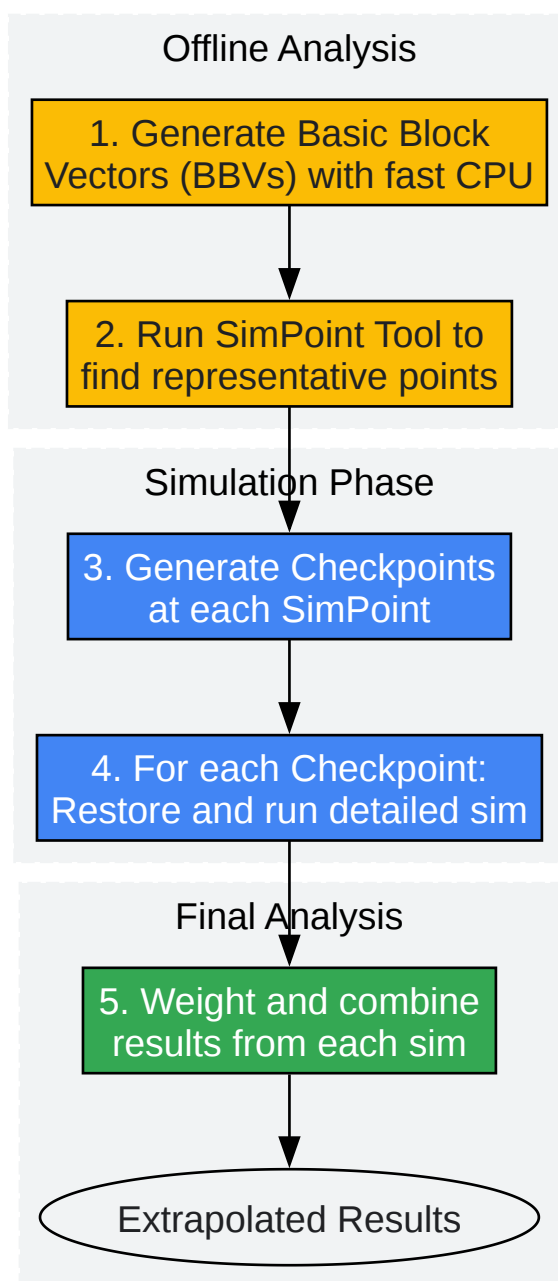 Offline Analysis
1. Generate Basic Block
Vectors (BBVs) with fast CPU
2. Run SimPoint Tool to
find representative points
Simulation Phase
3. Generate Checkpoints
at each SimPoint
4. For each Checkpoint:
Restore and run detailed sim
Final Analysis
5. Weight and combine
results from each sim
Extrapolated Results